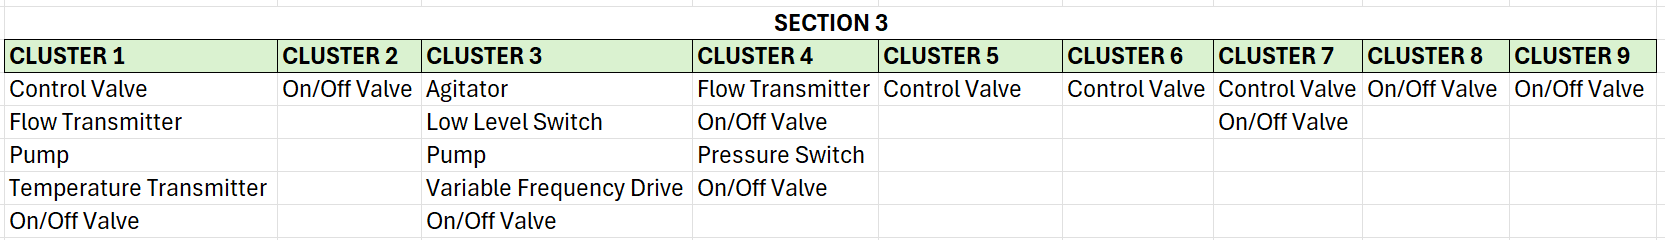 SECTION 3
CLUSTER 1 CLUSTER 2 CLUSTER 3 CLUSTER 4 CLUSTER 5 CLUSTER 6 CLUSTER 7 CLUSTER 8 CLUSTER 9
Control Valve On/Off Valve Agitator Flow Transmitter Control Valve Control Valve Control Valve On/Off Valve On/Off Valve
Flow Transmitter Low Level Switch On/Off Valve On/Off Valve
Pump Pump Pressure Switch
Temperature Transmitter Variable Frequency Drive On/Off Valve
On/Off Valve On/Off Valve